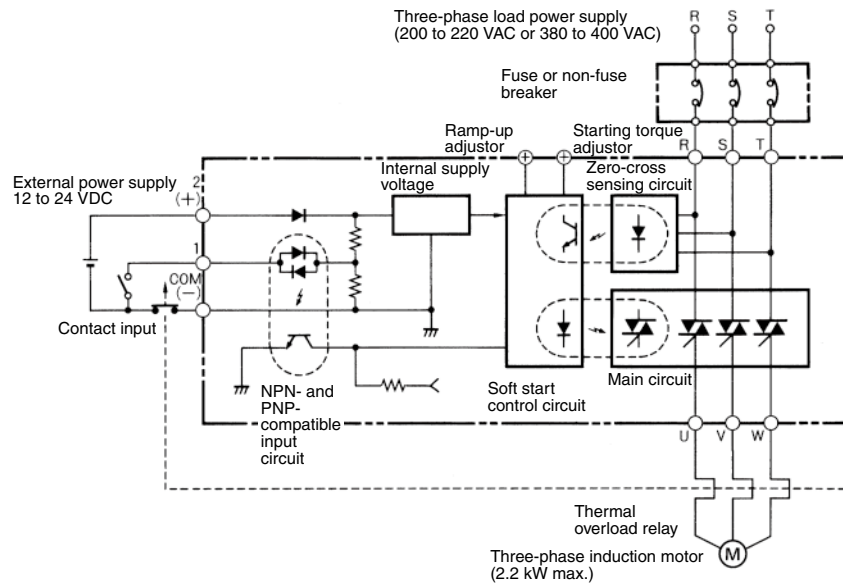 Three-phase load power supply
(200 to 220 VAC or 380 to 400 VAC)
R S T
Fuse or non-fuse
breaker
Ramp-up
adjustor
Starting torque
adjustor
R S T
External power supply
12 to 24 VDC
2
(+)
Internal supply
voltage
Zero-cross
sensing circuit
1
COM
(−)
Contact input
NPN- and
PNP-
compatible
input
circuit
Soft start
control circuit
Main circuit
U V W
Thermal
overload relay
M
Three-phase induction motor
(2.2 kW max.)